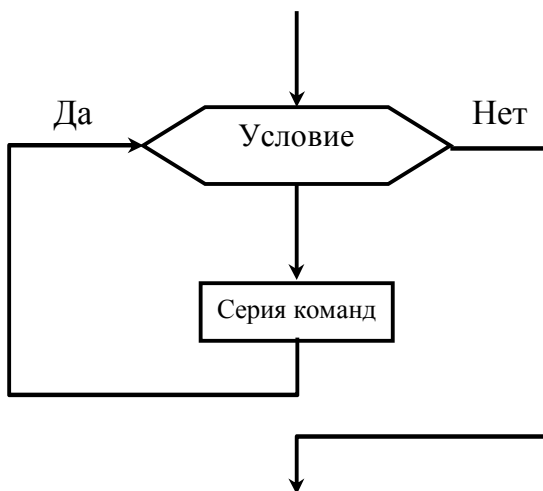 Да
Нет
Условие
Серия команд